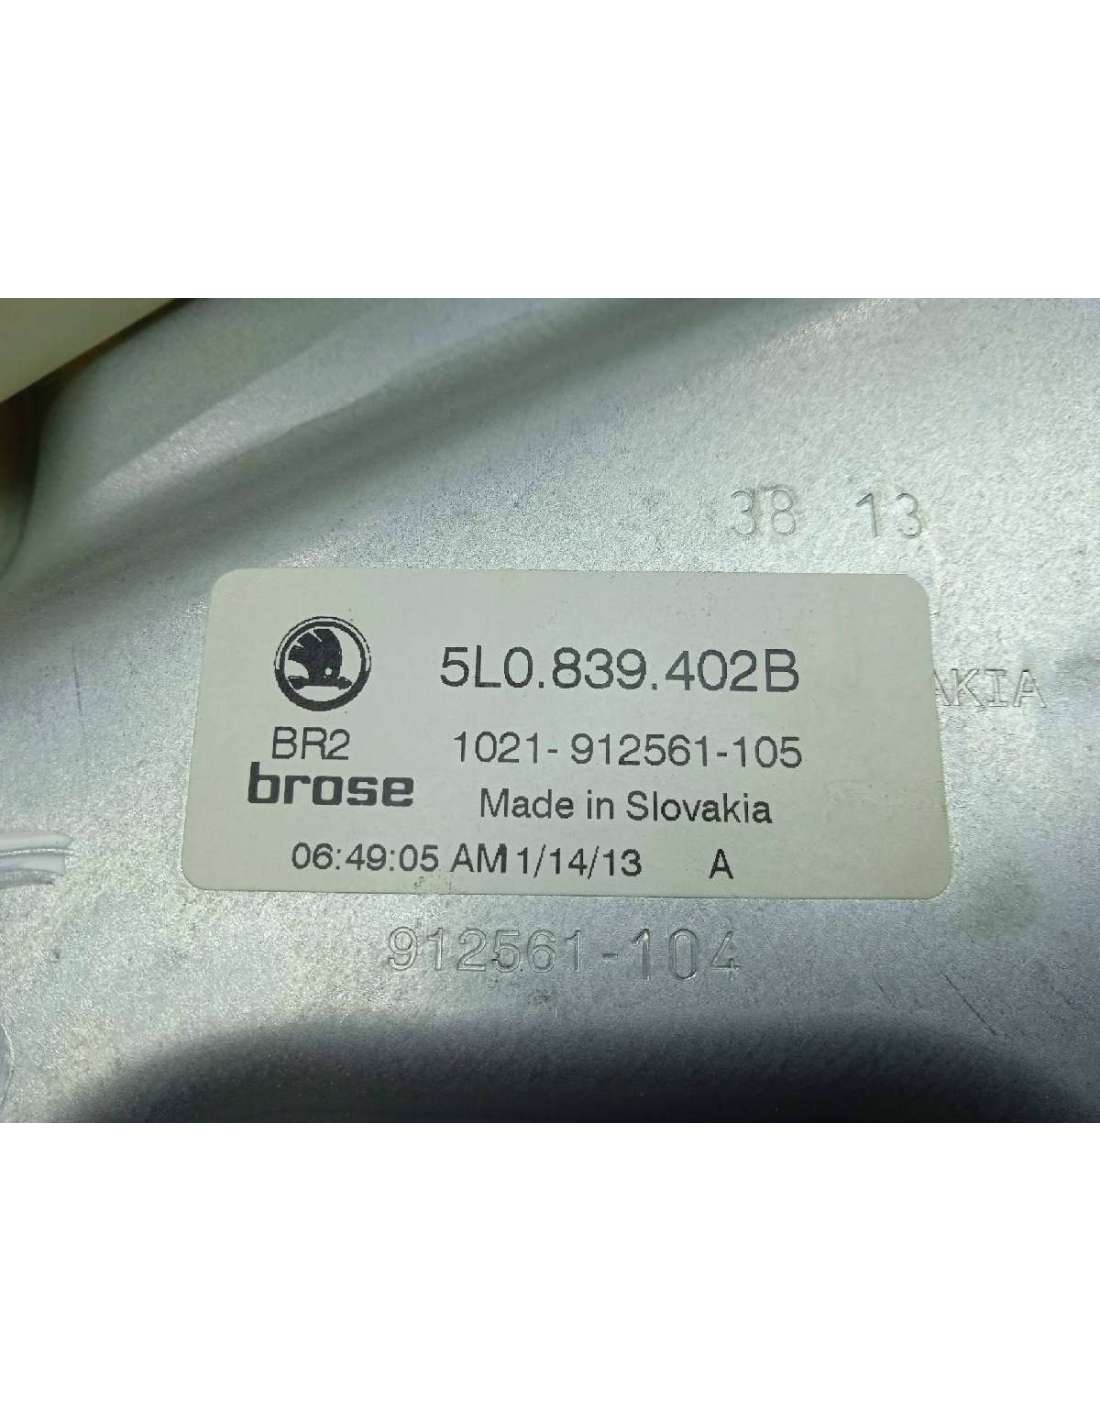 38 13
5L0.839.402B
AKIA
BR2
1021-912561-105
brose
Made in Slovakia
06:49:05 AM 1/14/13 A
912561-104